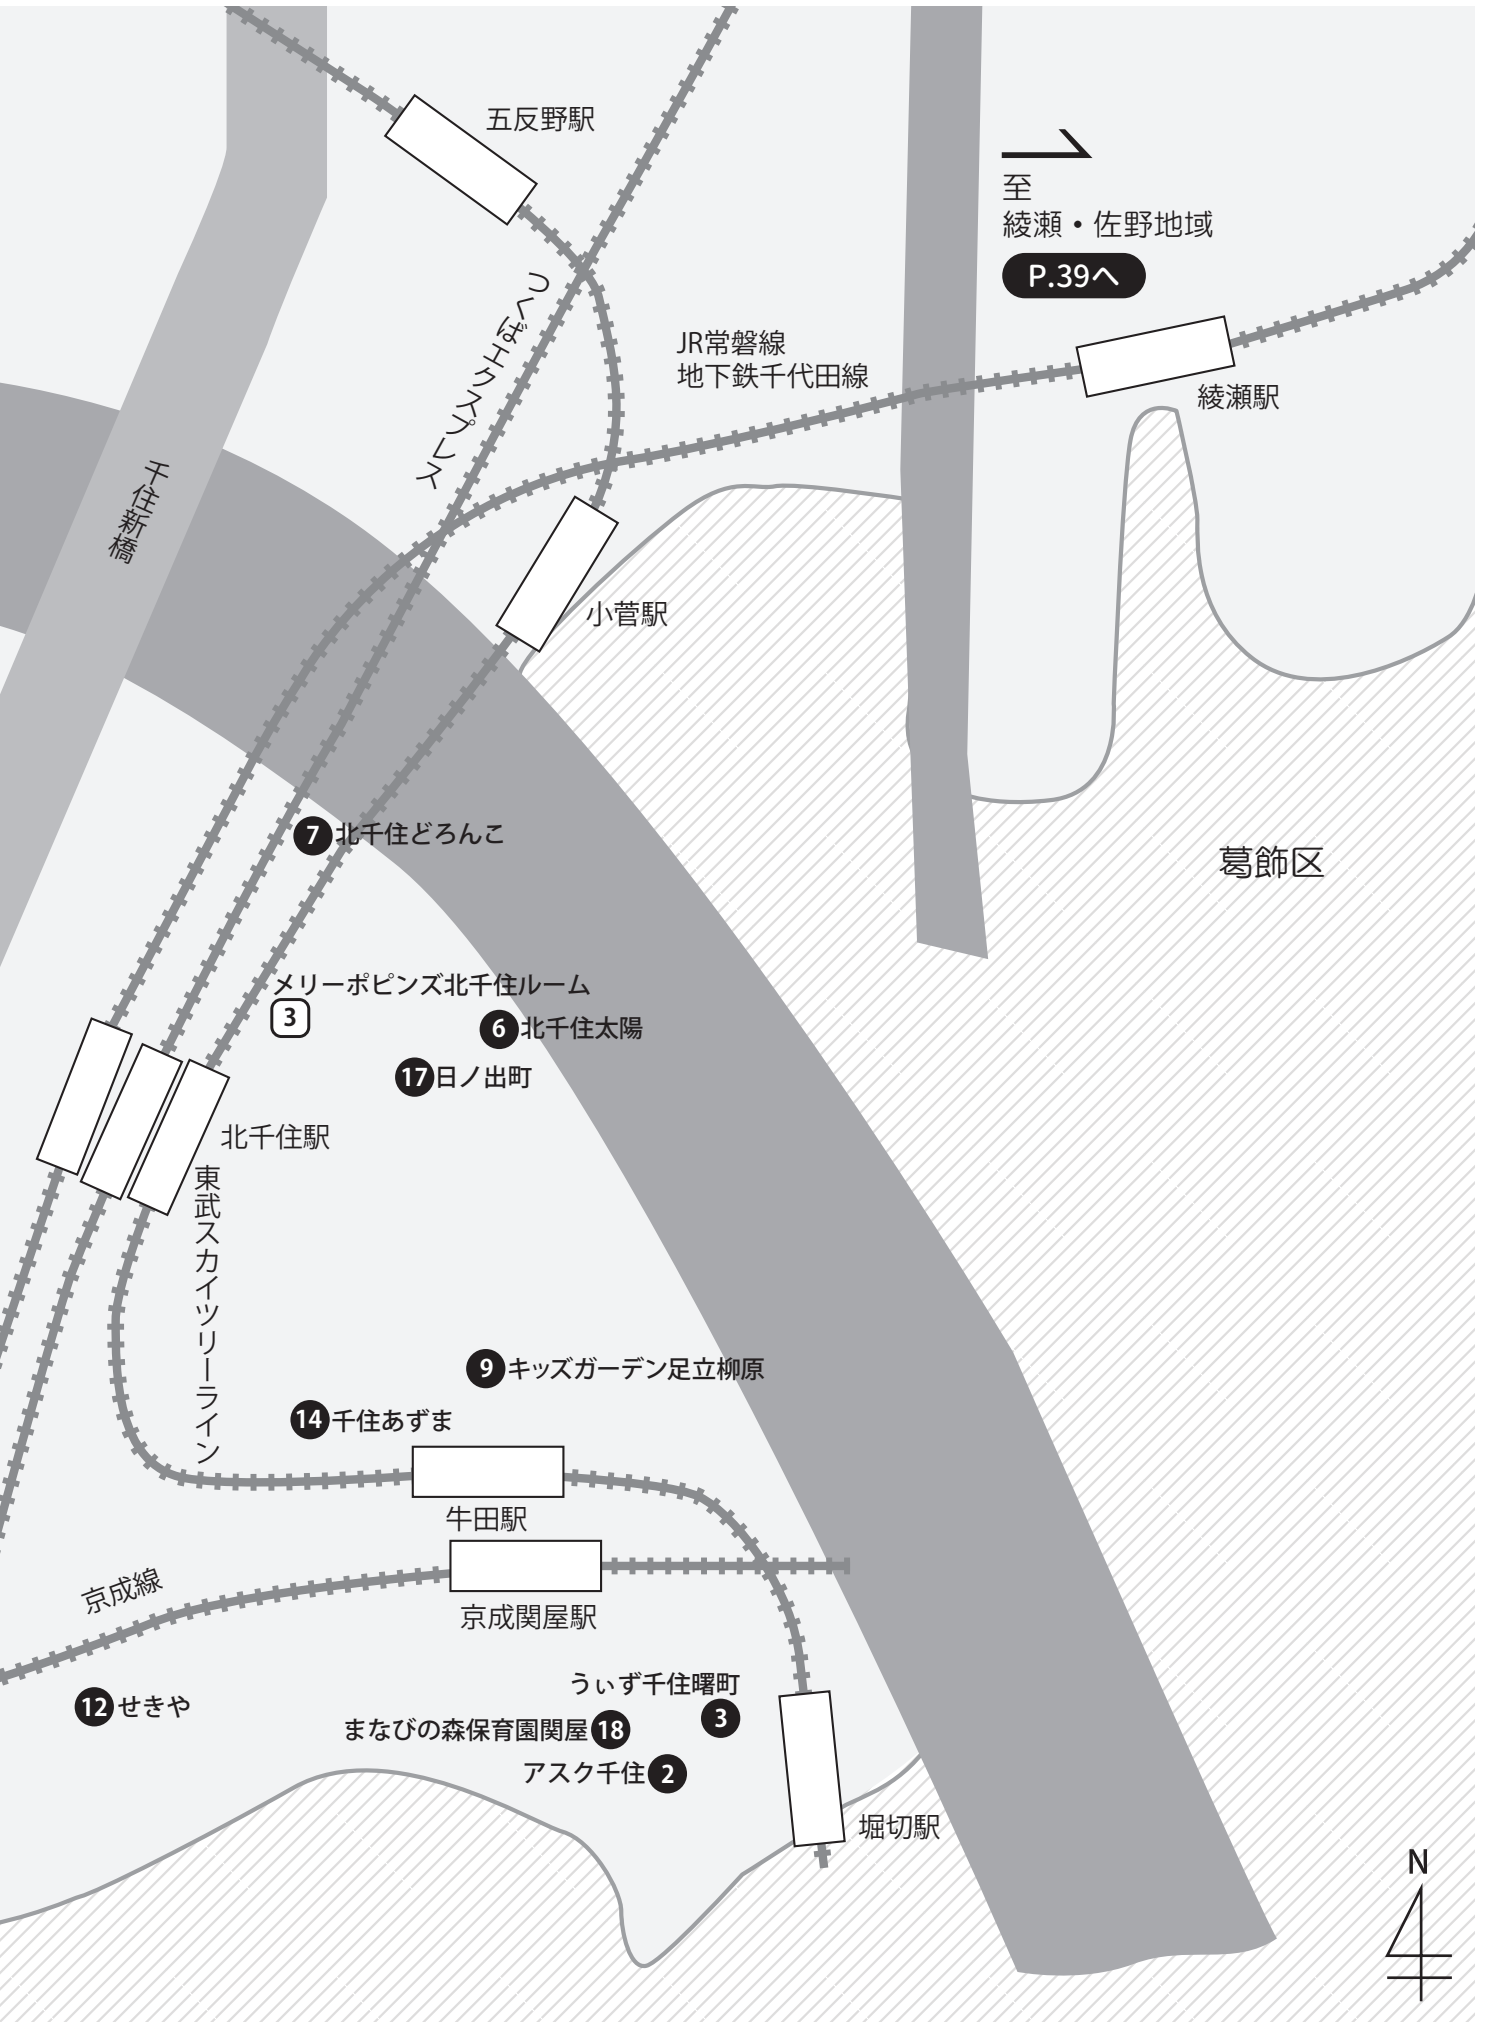 五反野駅
至
綾瀬・佐野地域
P.39へ
つくばエクスプレス
JR常磐線
地下鉄千代田線
綾瀬駅
千住新橋
小菅駅
7 北千住どろんこ
葛飾区
メリーポピンズ北千住ルーム
3
6 北千住太陽
17 日ノ出町
北千住駅
東武スカイツリーライン
9 キッズガーデン足立柳原
14 千住あずま
牛田駅
京成線
京成関屋駅
うぃず千住曙町
3
12 せきや
まなびの森保育園関屋 18
アスク千住 2
堀切駅
N